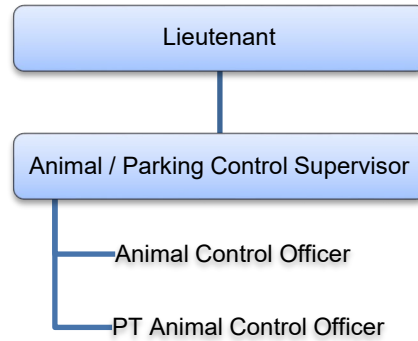 Lieutenant
Animal / Parking Control Supervisor
Animal Control Officer
PT Animal Control Officer